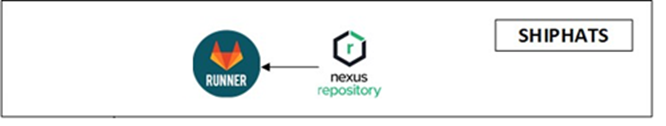 SHIPHATS
RUNNER
r
nexus
repository